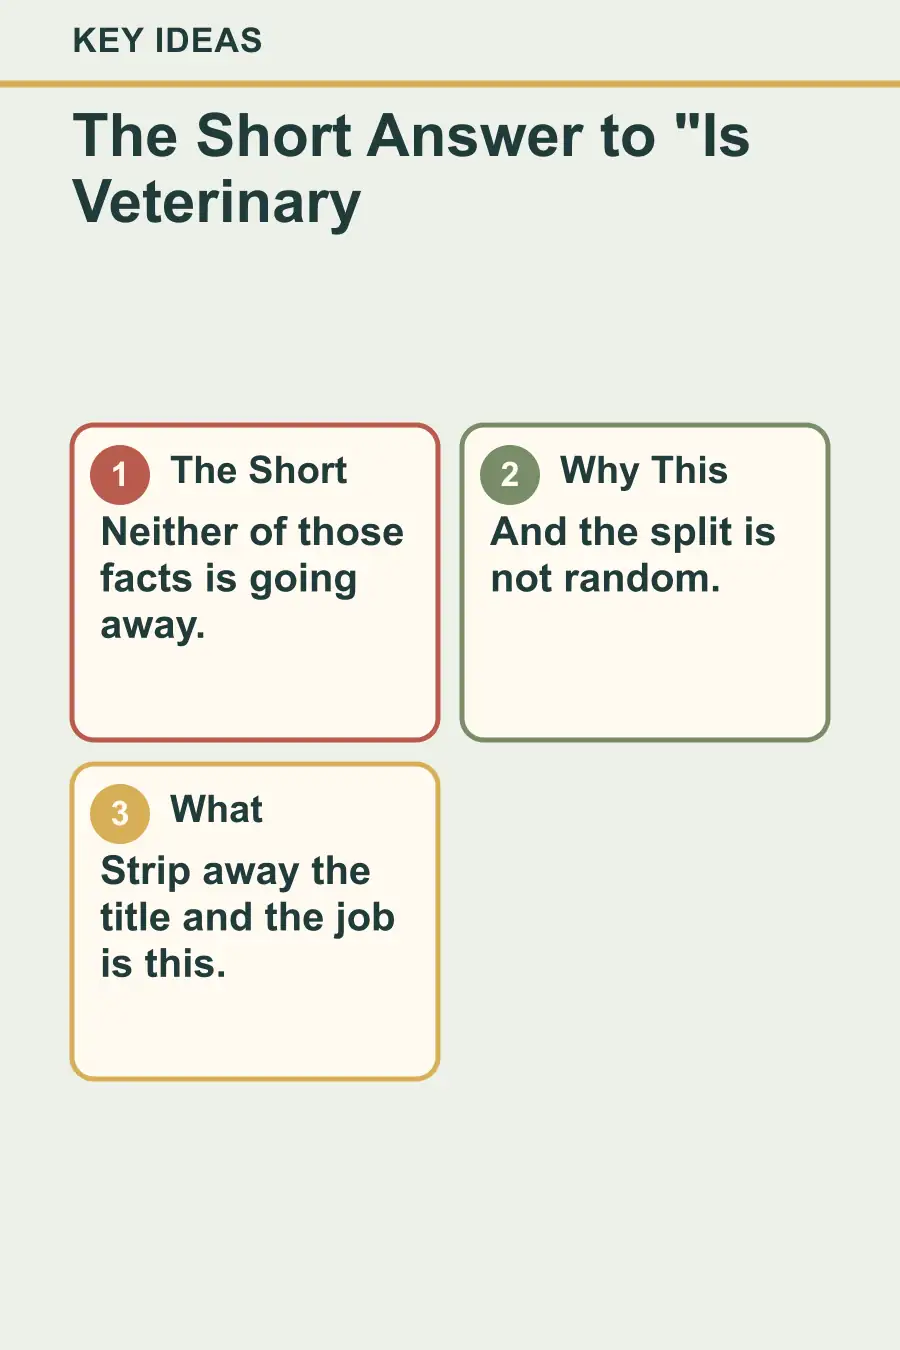 KEY IDEAS
The Short Answer to "Is
Veterinary
1 The Short
Neither of those
facts is going
away.
2 Why This
And the split is
not random.
3 What
Strip away the
title and the job
is this.